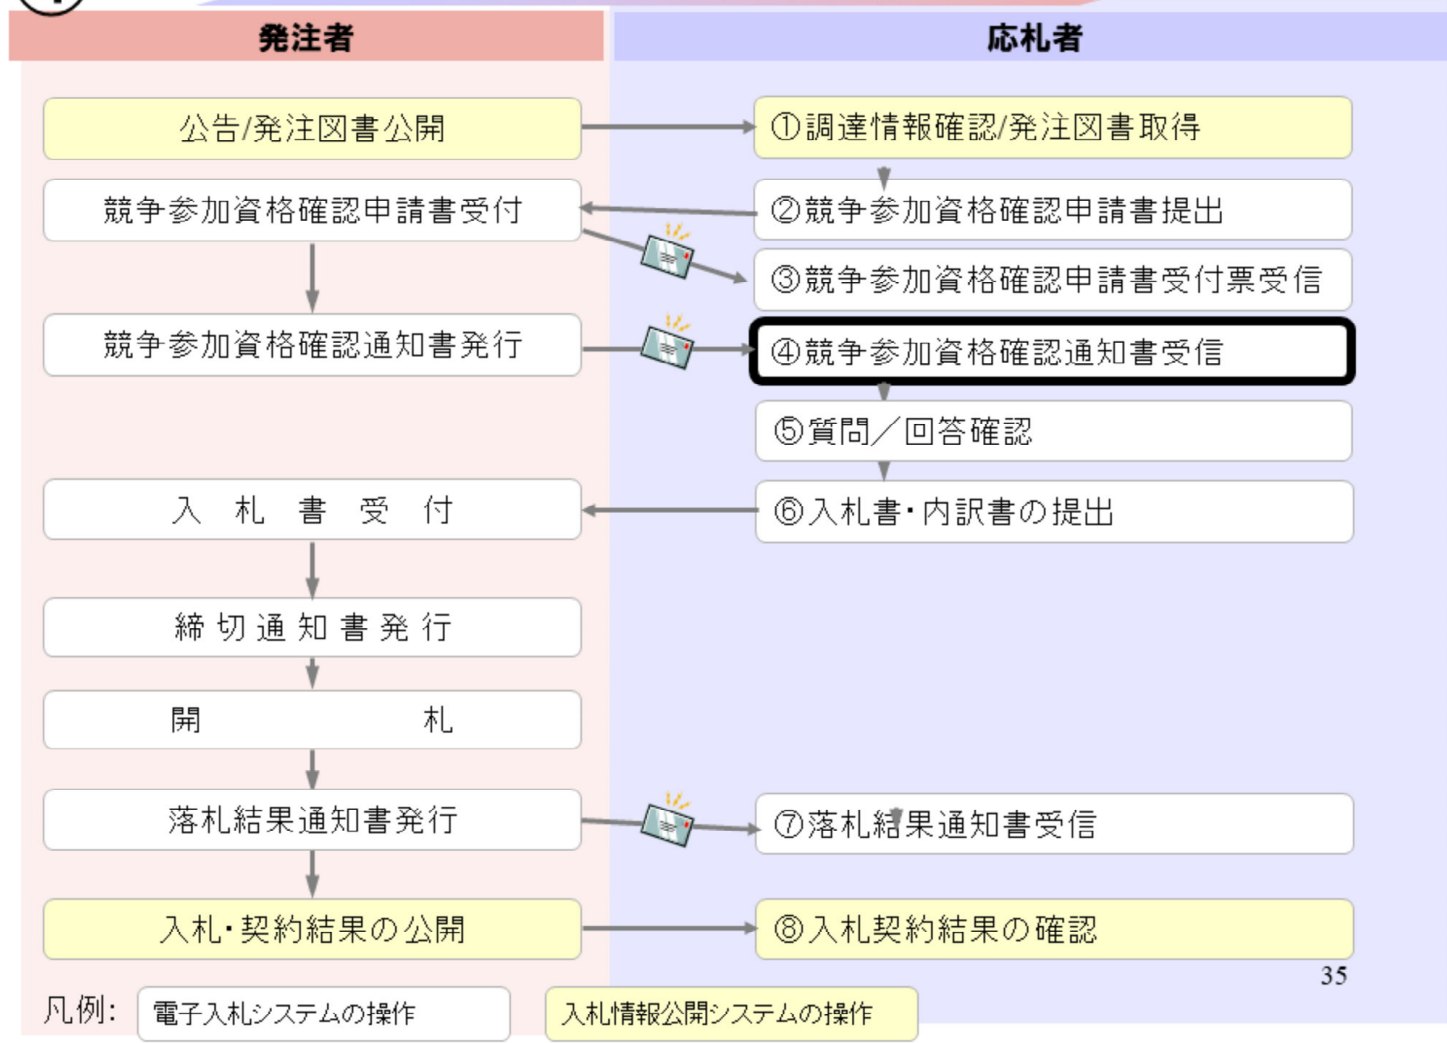 発注者
応札者
公告/発注図書公開
①調達情報確認/発注図書取得
競争参加資格確認申請書受付
②競争参加資格確認申請書提出
③競争参加資格確認申請書受付票受信
競争参加資格確認通知書発行
④競争参加資格確認通知書受信
⑤質問／回答確認
入札書受付
⑥入札書・内訳書の提出
締切通知書発行
開札
落札結果通知書発行
⑦落札結果通知書受信
入札・契約結果の公開
⑧入札契約結果の確認
35
凡例:
電子入札システムの操作
入札情報公開システムの操作